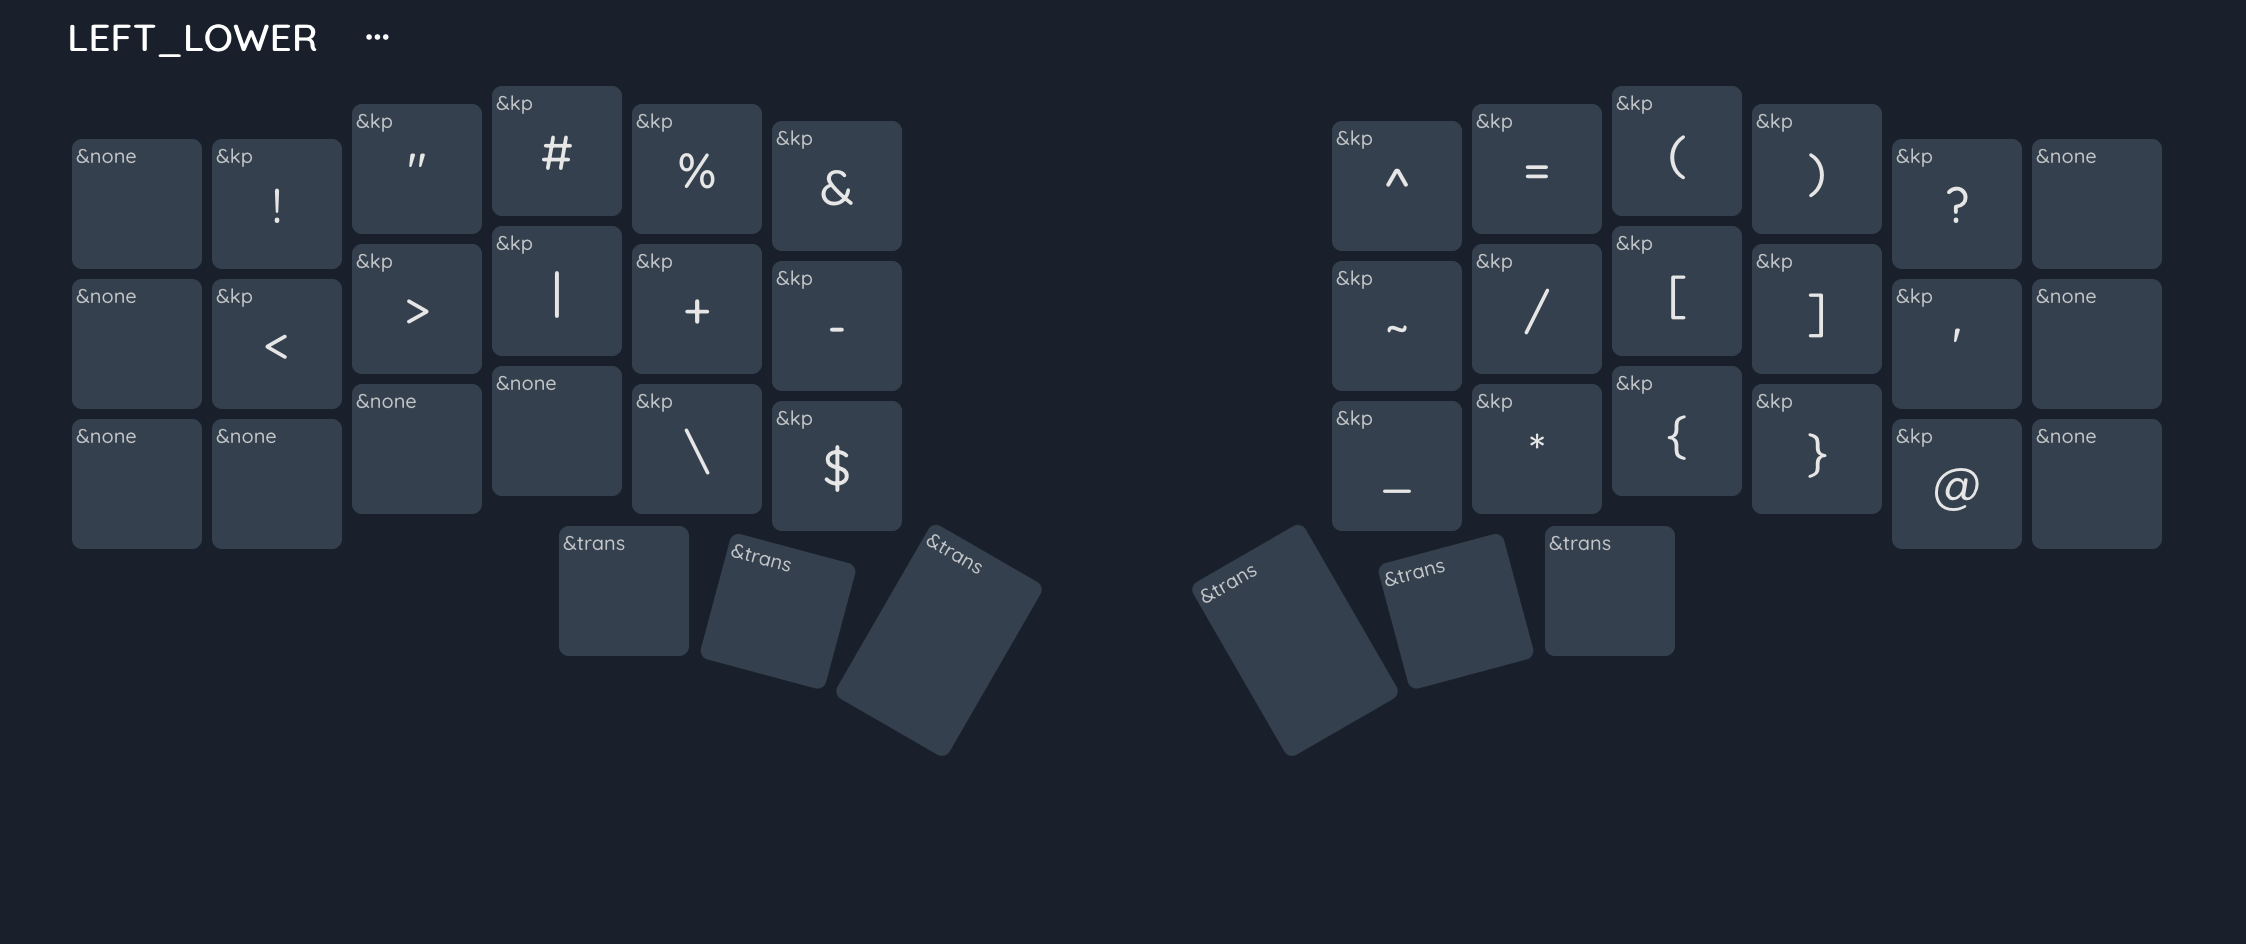 LEFT_LOWER ...
&none &kp ! &kp " &kp # &kp % &kp & &kp ^ &kp = &kp ( &kp ) &kp ? &none
&none &kp < &kp > &kp | &kp + &kp - &kp ~ &kp / &kp [ &kp ] &kp ' &none
&none &none &none &none &kp \ &kp $ &kp _ &kp * &kp { &kp } &kp @ &none
&trans &trans &trans &trans &trans &trans